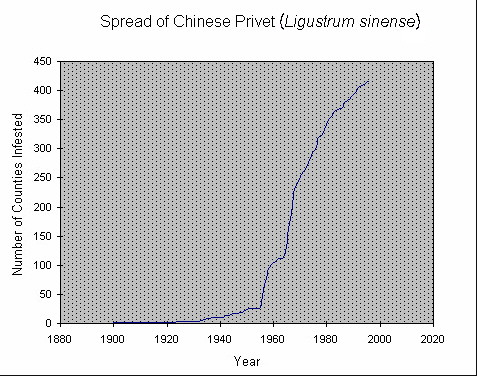 Spread of Chinese Privet (Ligustrum sinense)
450
400
350
300
250
200
150
100
50
0
Number of Counties Infested
1880 1900 1920 1940 1960 1980 2000 2020
Year